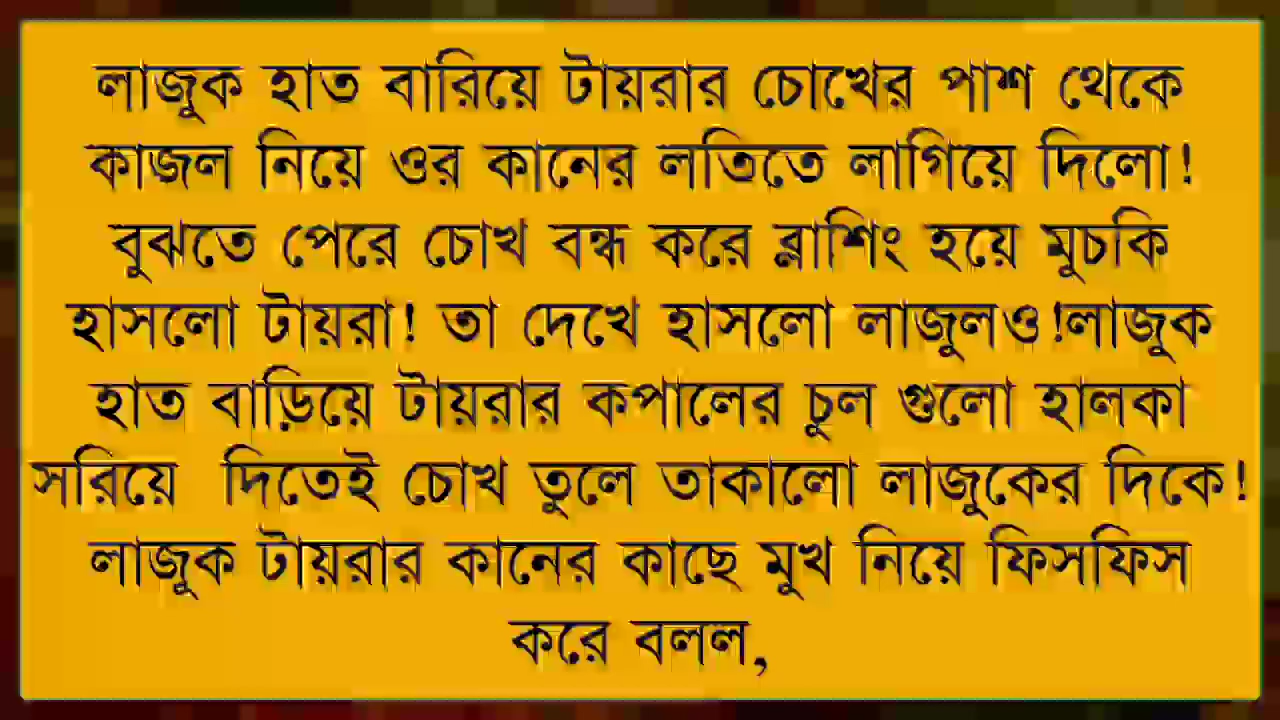 লাজুক হাত বারিয়ে টায়রার চোখের পাশ থেকে
কাজল নিয়ে ওর কানের লতিতে লাগিয়ে দিলো!
বুঝতে পেরে চোখ বন্ধ করে ব্লাশিং হয়ে মুচকি
হাসলো টায়রা! তা দেখে হাসলো লাজুলও!লাজুক
হাত বাড়িয়ে টায়রার কপালের চুল গুলো হালকা
সরিয়ে  দিতেই চোখ তুলে তাকালো লাজুকের দিকে!
লাজুক টায়রার কানের কাছে মুখ নিয়ে ফিসফিস
করে বলল,